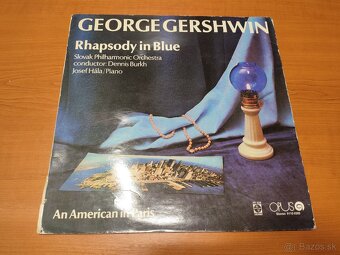 GEORGE GERSHWIN
Rhapsody in Blue
Slovak Philharmonic Orchestra
conductor: Dennis Burkh
Josef Hála/Piano
An American in Paris
OPUS
Bazos.sk